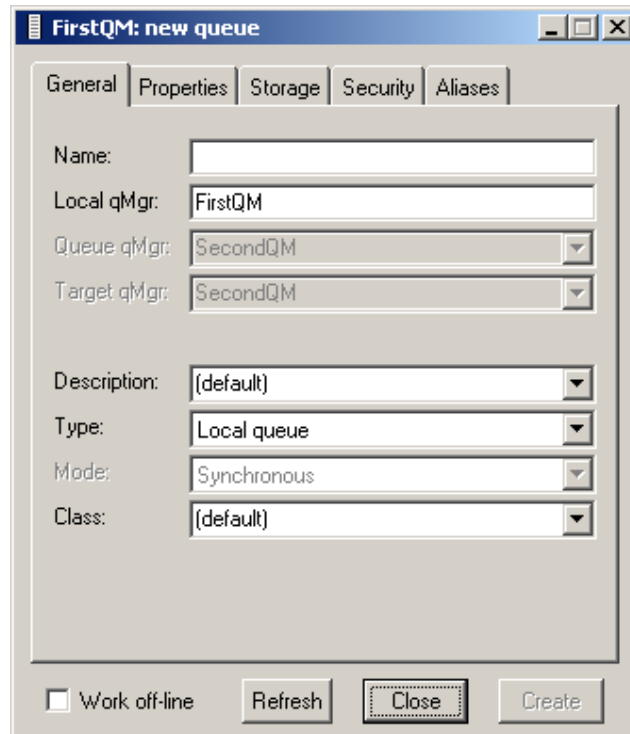 FirstQM: new queue
General Properties Storage Security Aliases
Name:
Local qMgr: FirstQM
Queue qMgr: SecondQM
Target qMgr: SecondQM
Description: (default)
Type: Local queue
Mode: Synchronous
Class: (default)
Work off-line Refresh Close Create